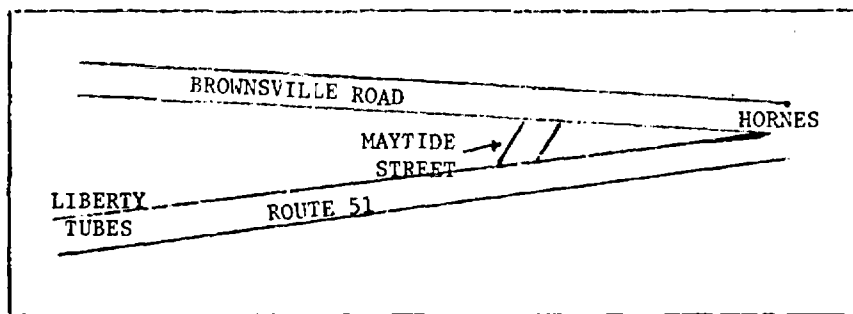 BROWNSVILLE ROAD
HORNES
MAYTIDE
STREET
LIBERTY
TUBES
ROUTE 51